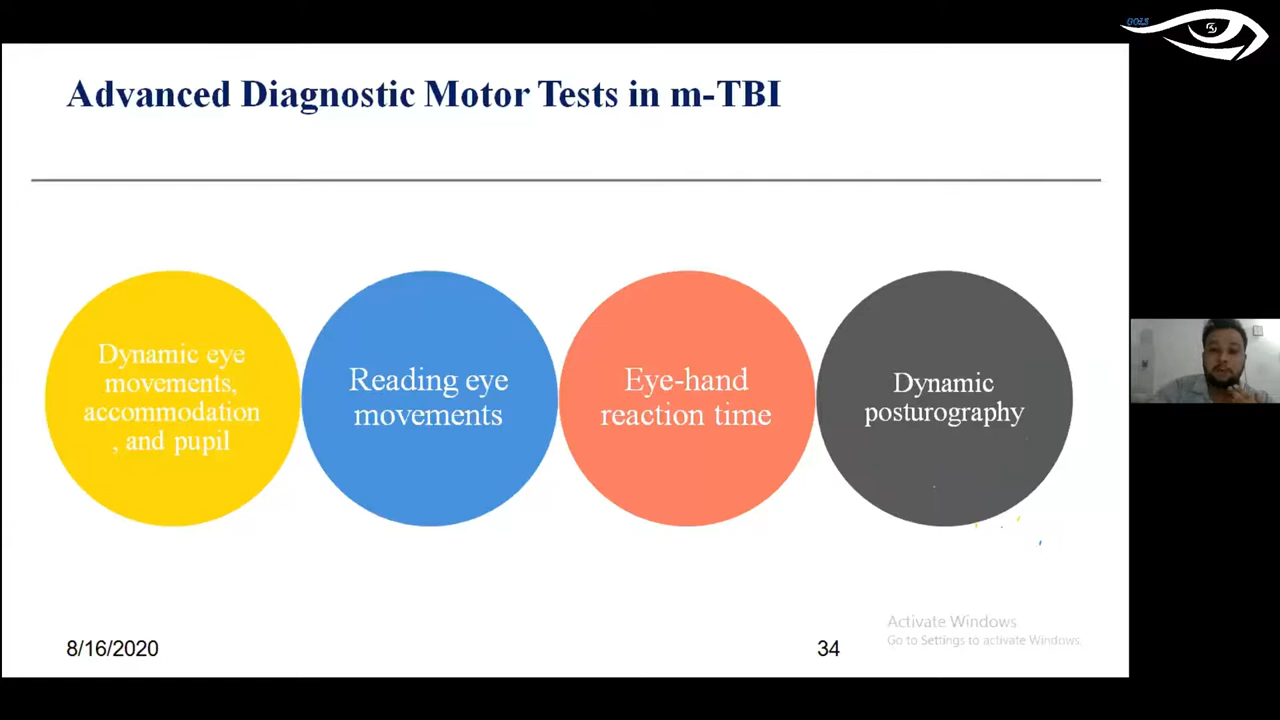 GOLS
Advanced Diagnostic Motor Tests in m-TBI
Dynamic eye
movements,
accommodation
, and pupil
Reading eye
movements
Eye-hand
reaction time
Dynamic
posturography
8/16/2020
34
Activate Windows
Go to Settings to activate Windows.